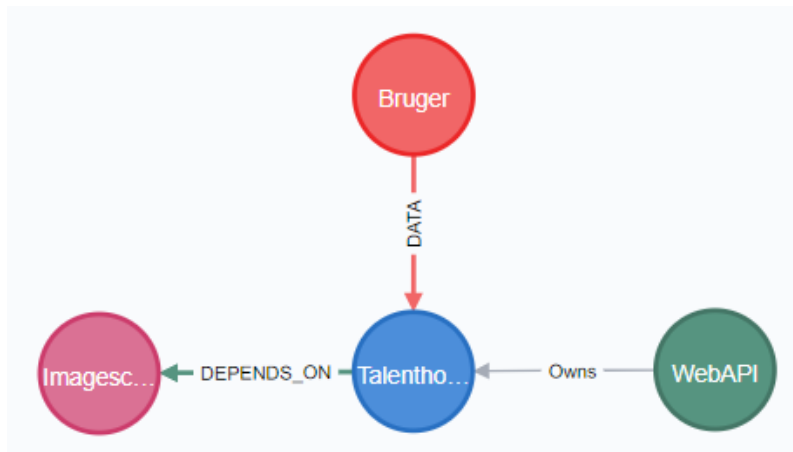 Bruger
DATA
Imagesc...
DEPENDS_ON
Talentho...
Owns
WebAPI